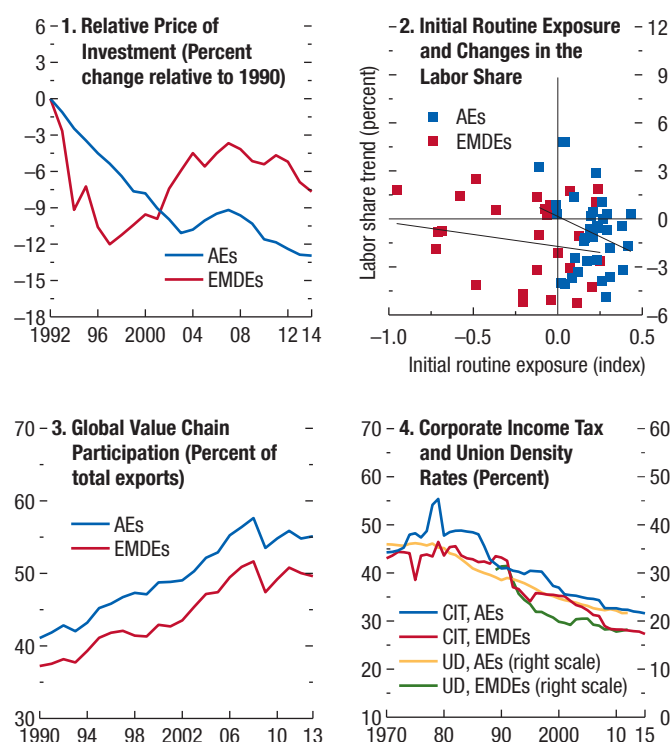 1. Relative Price of
Investment (Percent
change relative to 1990)
6
3
0
–3
–6
–9
–12
–15
–18
AEs
EMDEs
1992 96 2000 04 08 12 14
2. Initial Routine Exposure
and Changes in the
Labor Share
AEs
EMDEs
Labor share trend (percent)
12
9
6
3
0
–3
–6
–1.0 –0.5 0.0 0.5
Initial routine exposure (index)
3. Global Value Chain
Participation (Percent of
total exports)
70
60
50
40
30
AEs
EMDEs
1990 94 98 2002 06 10 13
4. Corporate Income Tax
and Union Density
Rates (Percent)
70
60
50
40
30
20
10
60
50
40
30
20
10
0
CIT, AEs
CIT, EMDEs
UD, AEs (right scale)
UD, EMDEs (right scale)
1970 80 90 2000 10 15